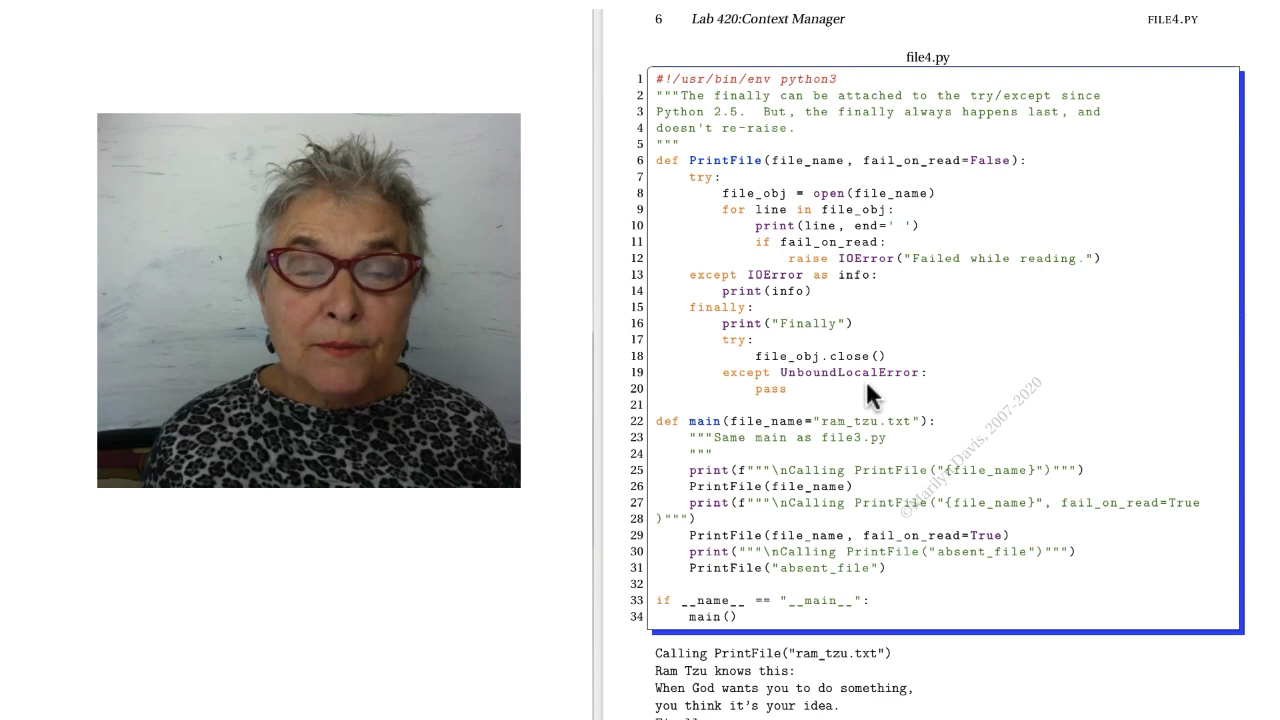 6 Lab 420:Context Manager FILE4.PY
file4.py
1 #!/usr/bin/env python3
2 """The finally can be attached to the try/except since
3 Python 2.5.  But, the finally always happens last, and
4 doesn't re-raise.
5 """
6 def PrintFile(file_name, fail_on_read=False):
7     try:
8         file_obj = open(file_name)
9         for line in file_obj:
10             print(line, end=' ')
11             if fail_on_read:
12                 raise IOError("Failed while reading.")
13     except IOError as info:
14         print(info)
15     finally:
16         print("Finally")
17         try:
18             file_obj.close()
19         except UnboundLocalError:
20             pass
21
22 def main(file_name="ram_tzu.txt"):
23     """Same main as file3.py
24     """
25     print(f"""\nCalling PrintFile("{file_name}")""")
26     PrintFile(file_name)
27     print(f"""\nCalling PrintFile("{file_name}", fail_on_read=True
28 )""")
29     PrintFile(file_name, fail_on_read=True)
30     print("""\nCalling PrintFile("absent_file")""")
31     PrintFile("absent_file")
32
33 if __name__ == "__main__":
34     main()
©Marilyn Davis, 2007-2020
Calling PrintFile("ram_tzu.txt")
Ram Tzu knows this:
When God wants you to do something,
you think it's your idea.